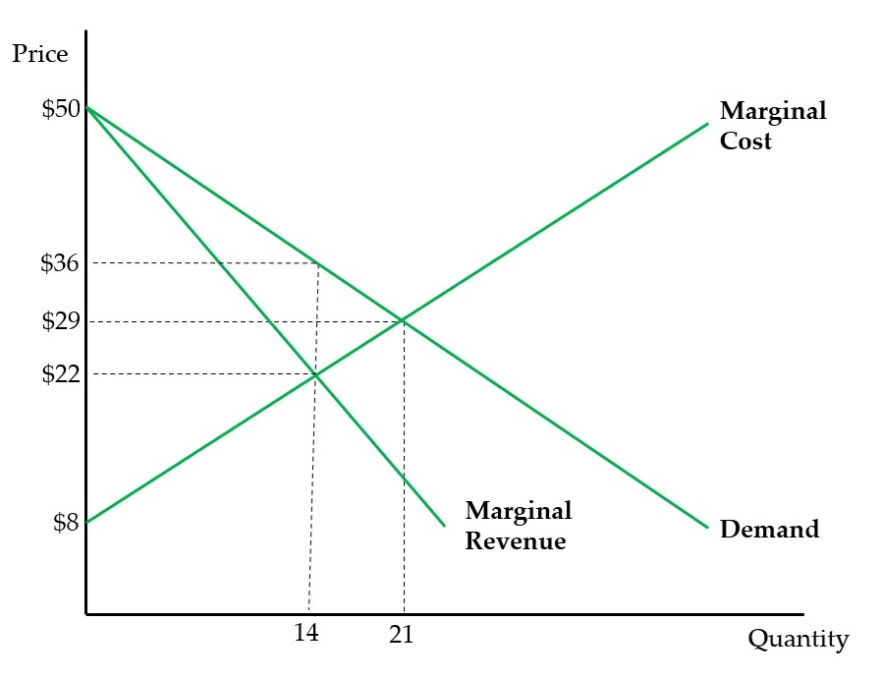 Price
$50
Marginal
Cost
$36
$29
$22
$8
Marginal
Revenue
Demand
14
21
Quantity